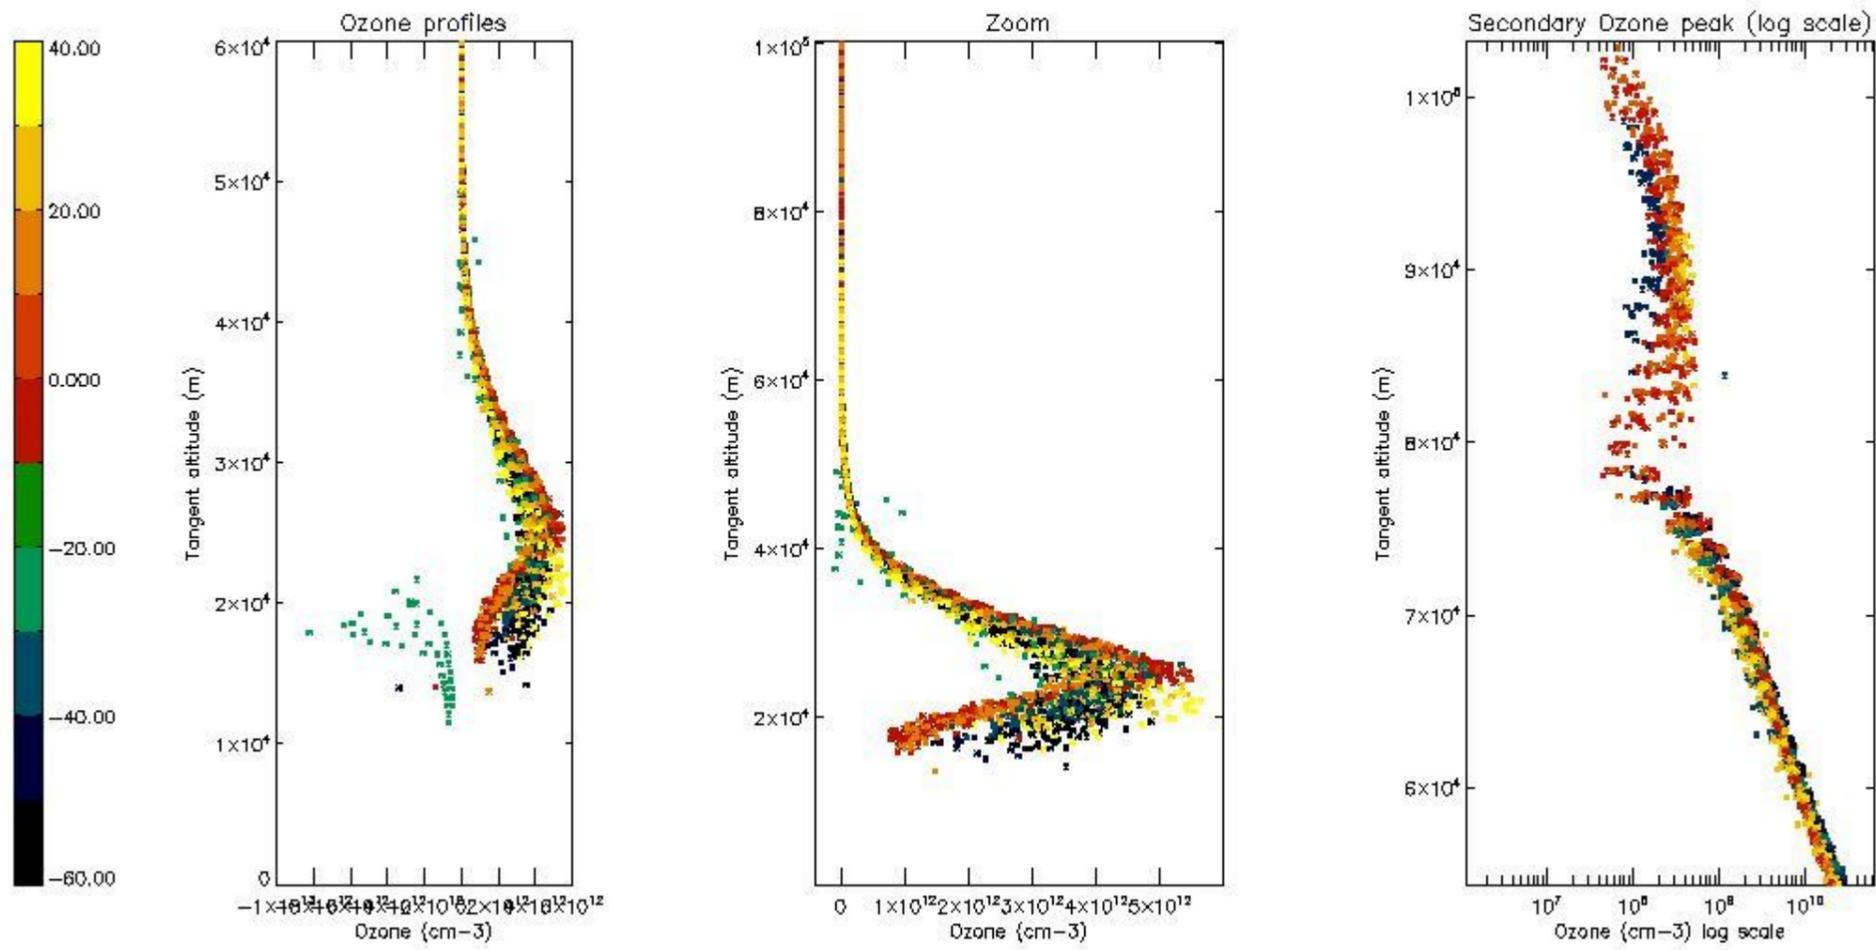 Ozone profiles
Zoom
Secondary Ozone peak (log scale)
40.00
20.00
0.000
-20.00
-40.00
-60.00
6×10⁴
5×10⁴
4×10⁴
3×10⁴
2×10⁴
1×10⁴
0
Tangent altitude (m)
Ozone (cm-3)
1×10⁵
8×10⁴
6×10⁴
4×10⁴
2×10⁴
Tangent altitude (m)
0 1×10¹² 2×10¹² 3×10¹² 4×10¹² 5×10¹²
Ozone (cm-3)
9×10⁴
8×10⁴
7×10⁴
6×10⁴
Tangent altitude (m)
10⁷ 10⁸ 10⁹ 10¹⁰
Ozone (cm-3) log scale